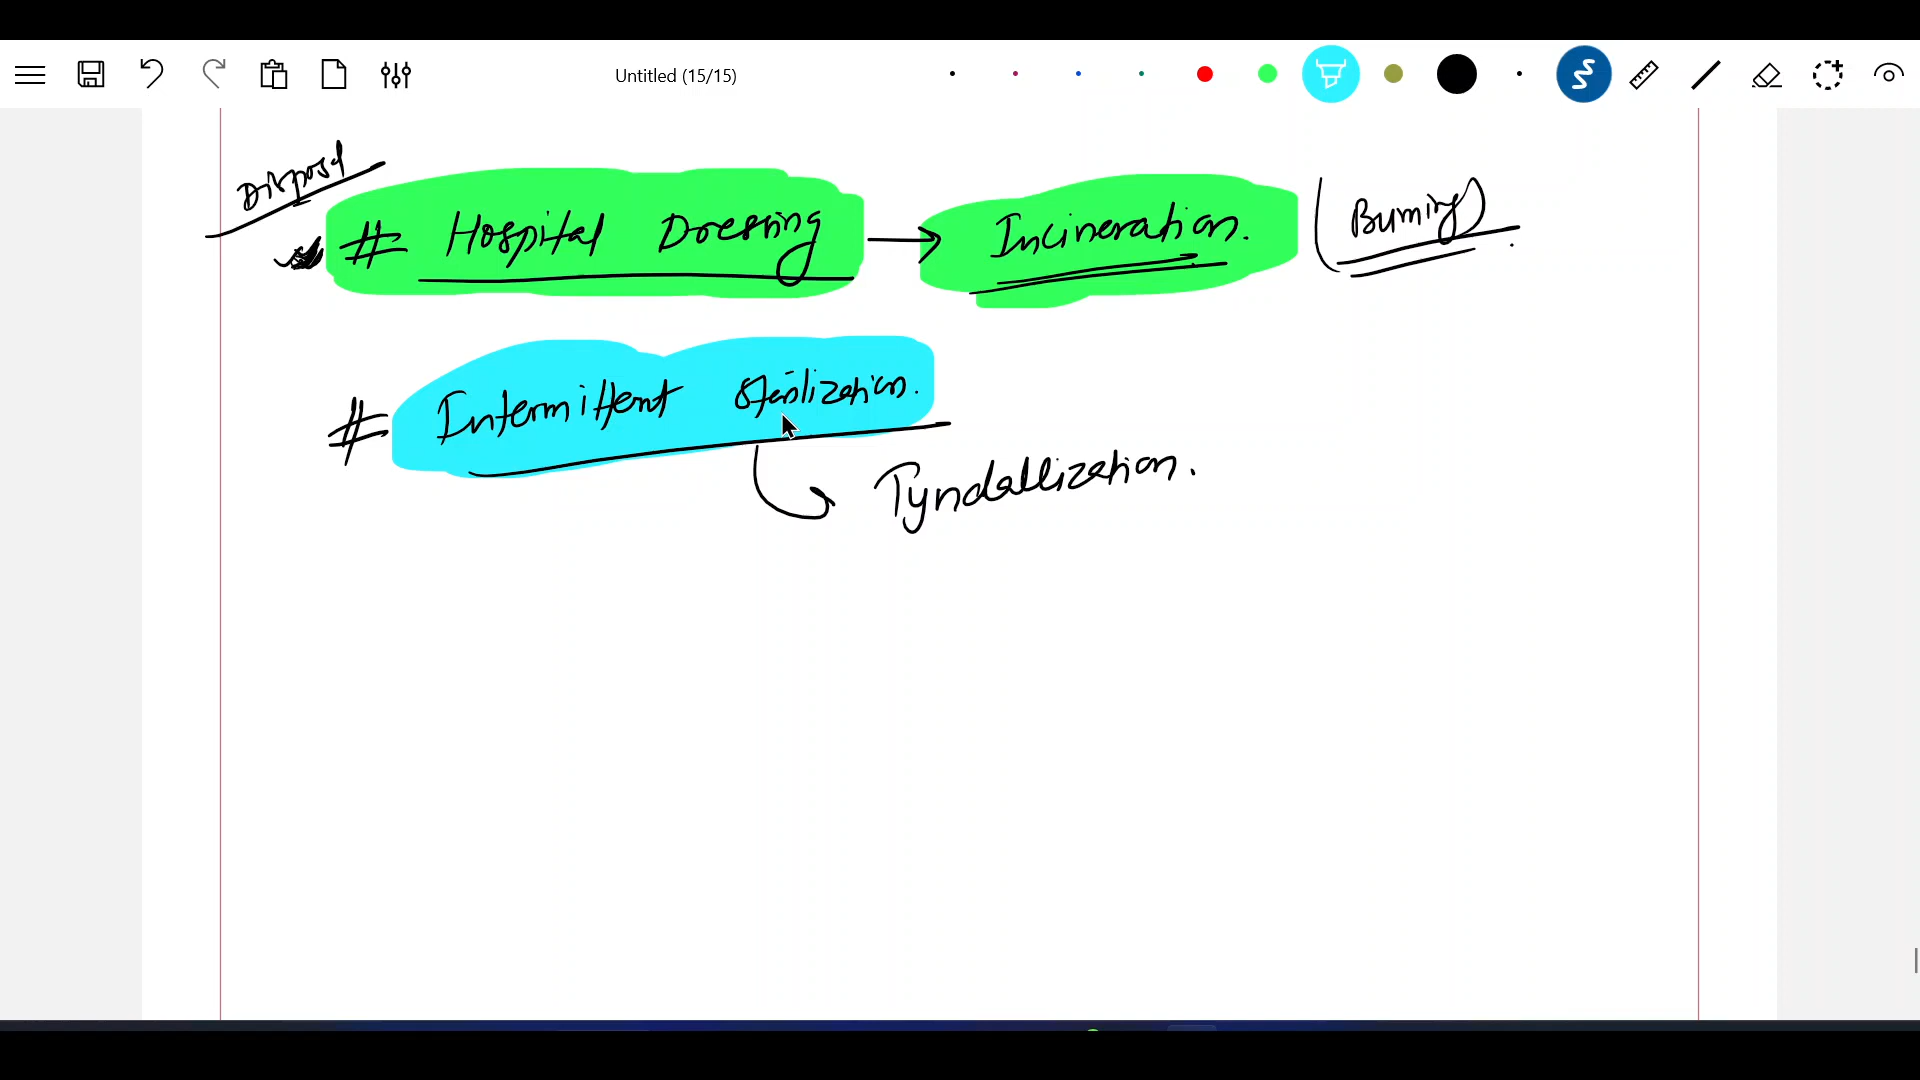 Untitled (15/15)
Disposal
# Hospital Dressing → Incineration. (Burning)
# Intermittent Sterilization.
Tyndallization.